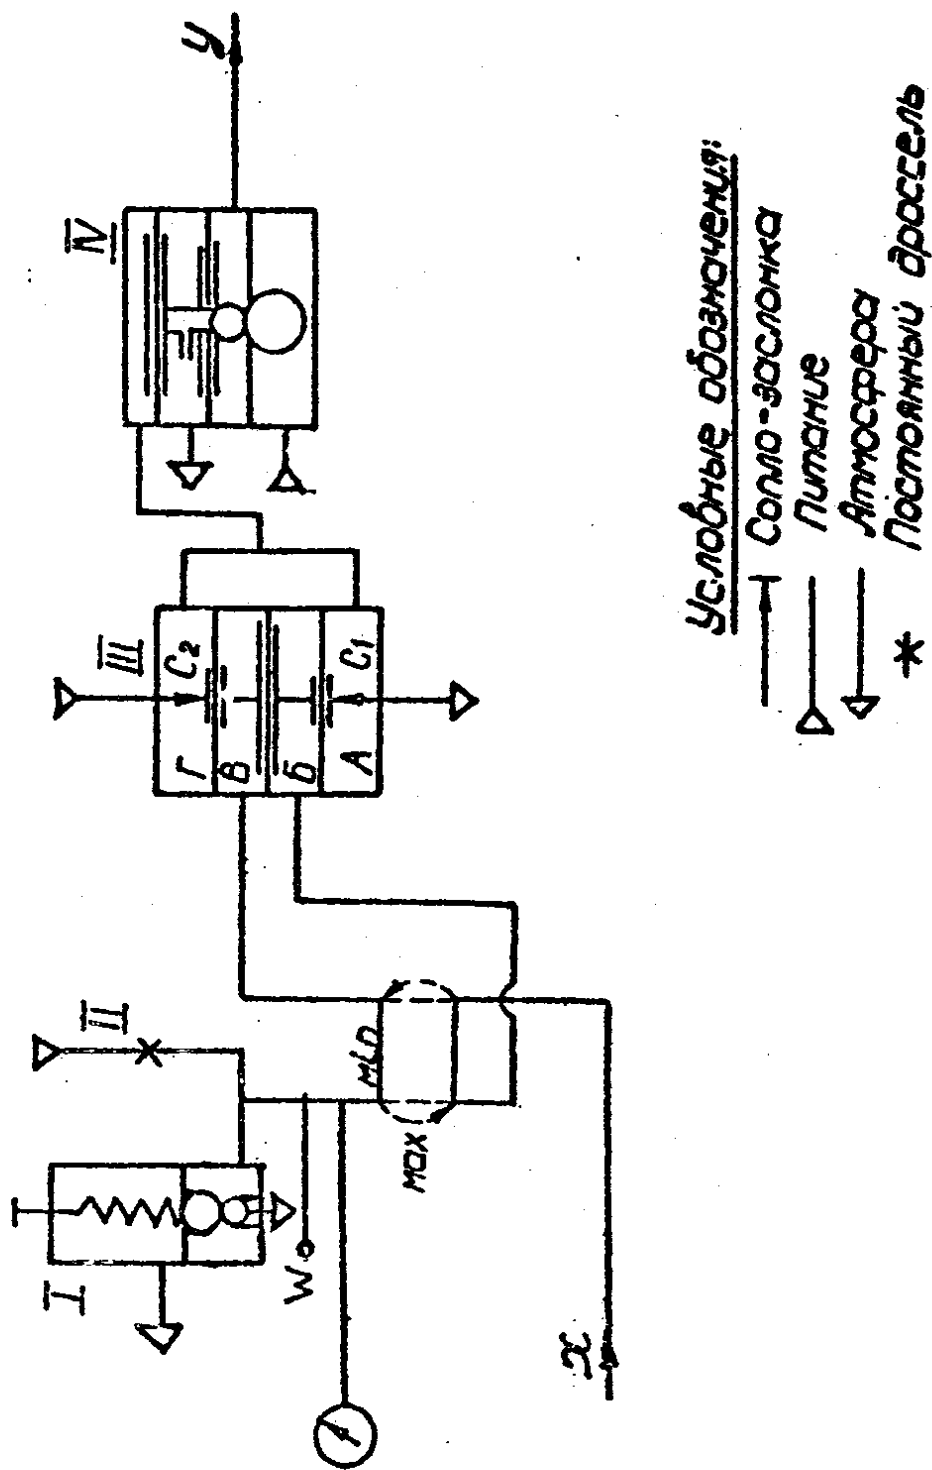 I
II
III
IV
W
x
y
min
max
Г
В
Б
А
C2
C1
Условные обозначения:
Сопло-заслонка
Питание
Атмосфера
Постоянный дроссель